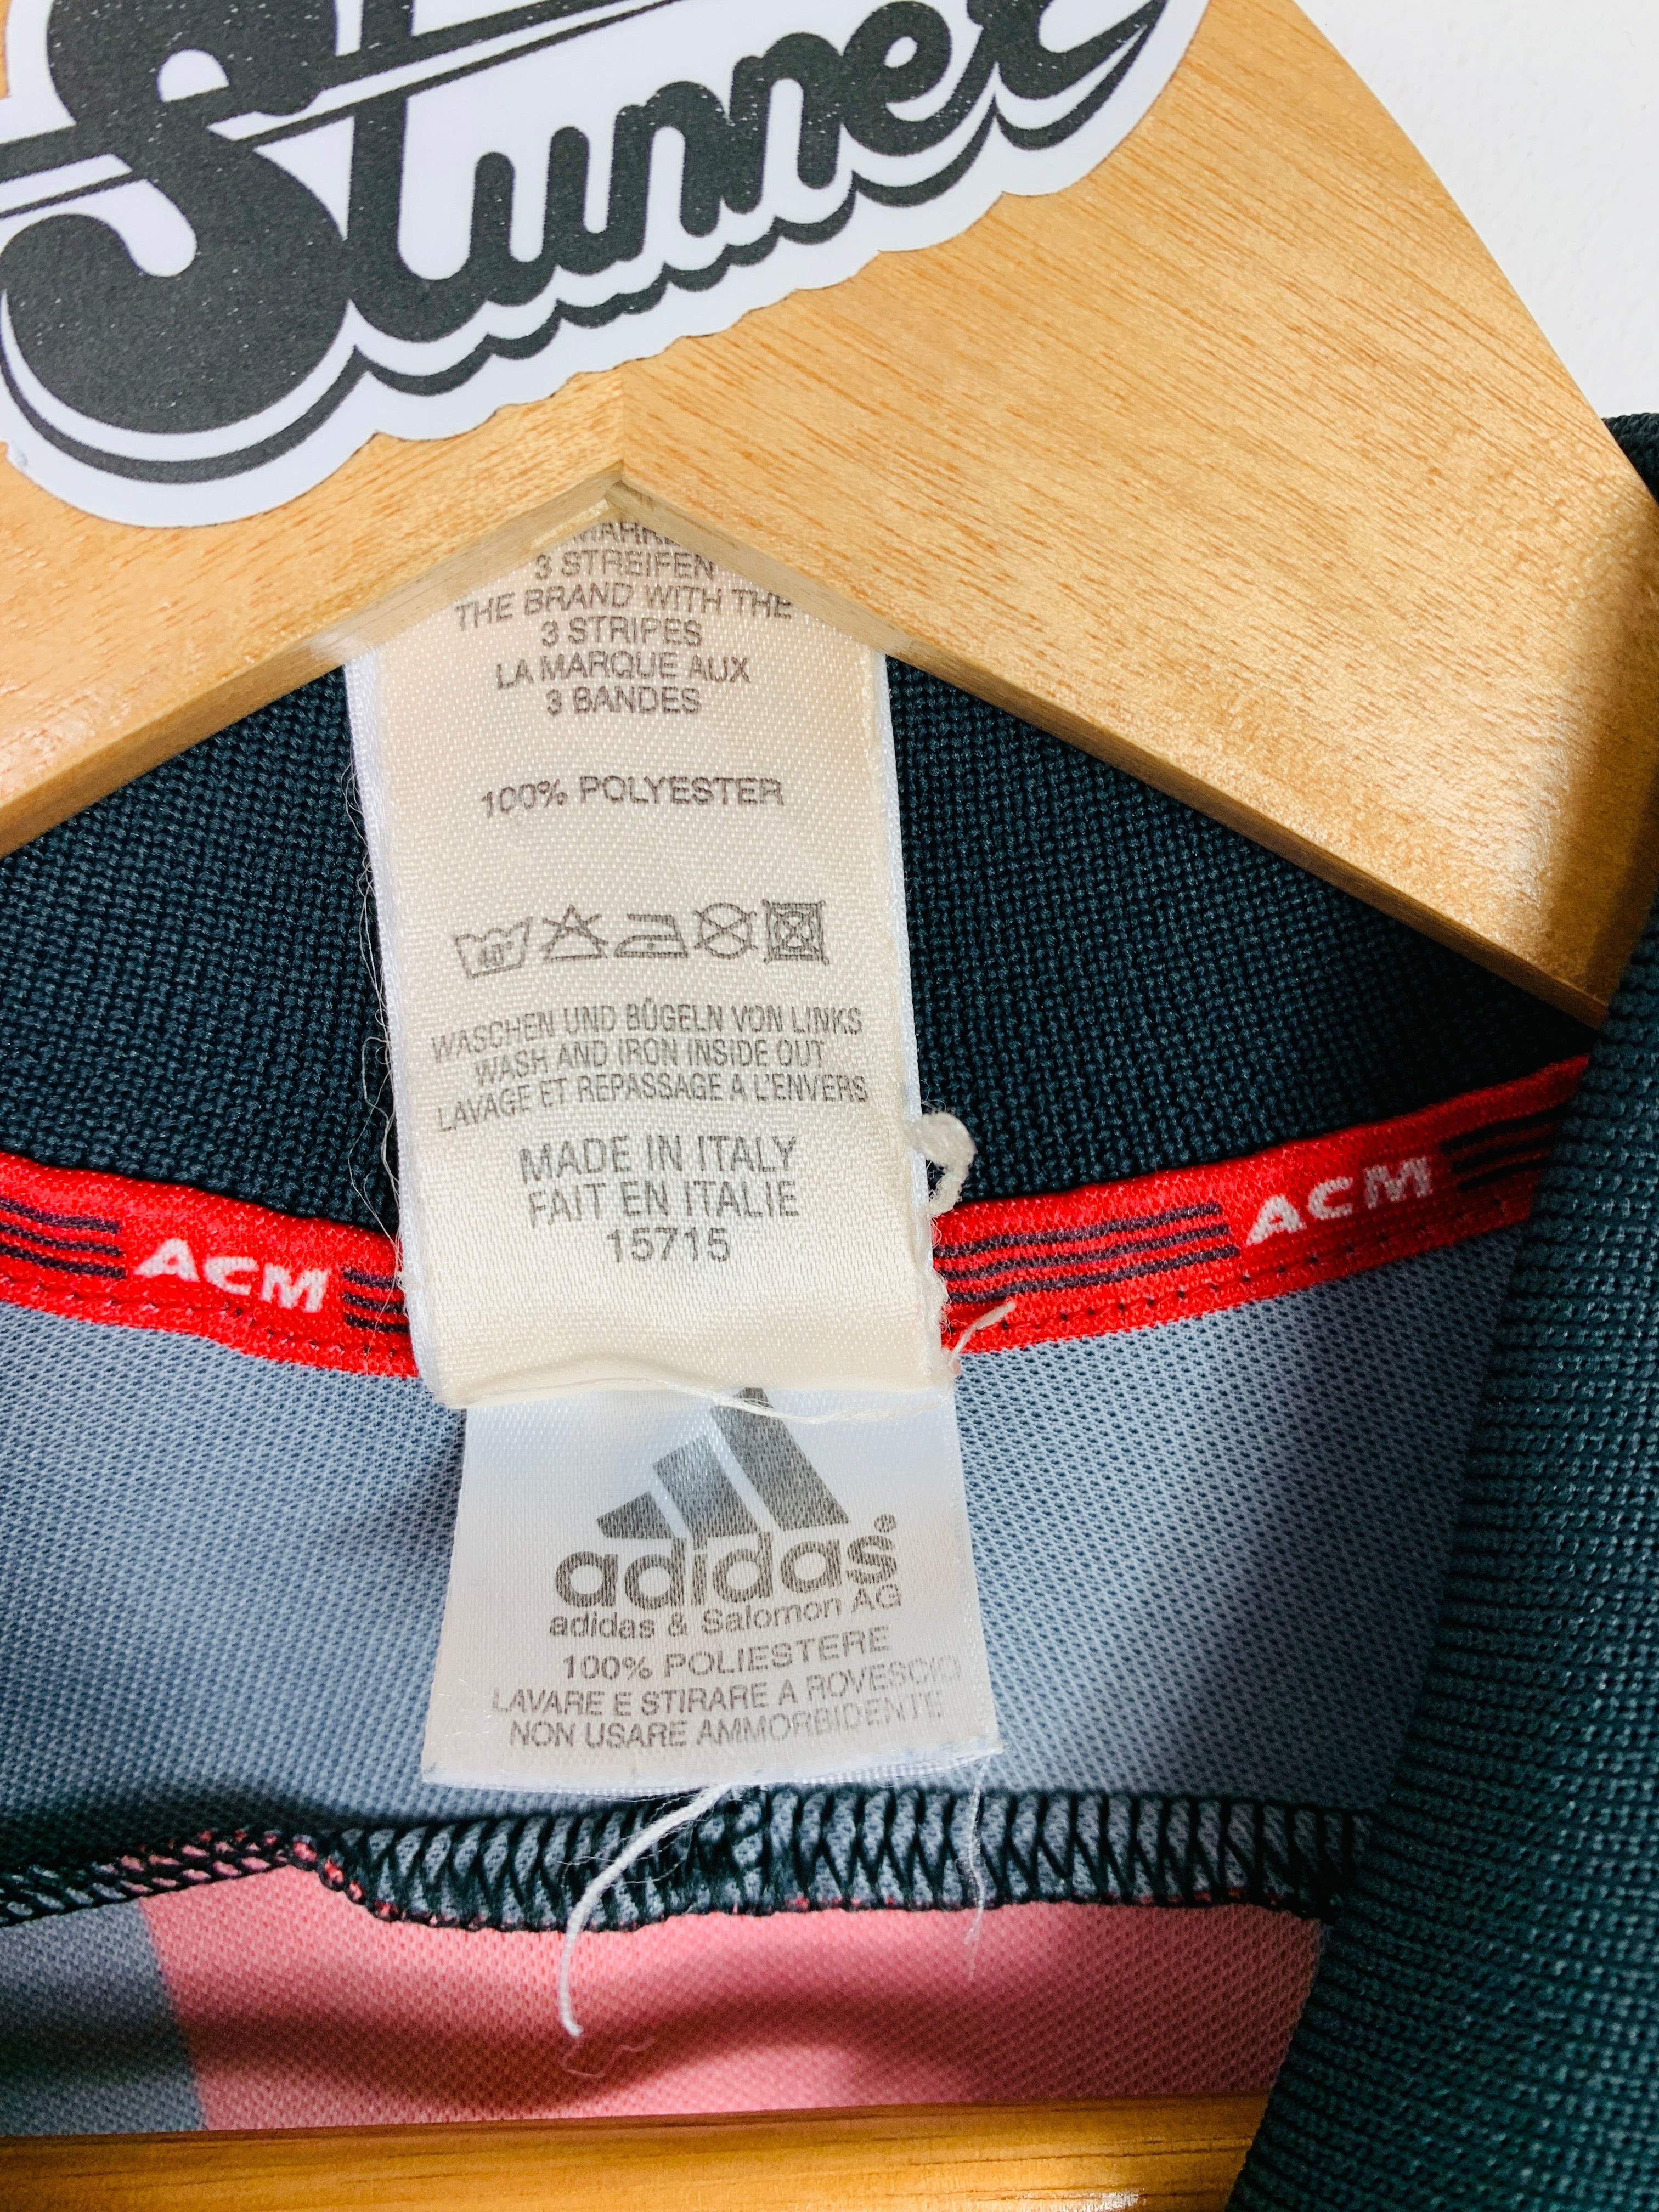 Stunner
3 STREIFEN
THE BRAND WITH THE
3 STRIPES
LA MARQUE AUX
3 BANDES
100% POLYESTER
40°
WASCHEN UND BÜGELN VON LINKS
WASH AND IRON INSIDE OUT
LAVAGE ET REPASSAGE A L'ENVERS
MADE IN ITALY
FAIT EN ITALIE
15715
ACM
ACM
adidas®
adidas & Salomon AG
100% POLIESTERE
LAVARE E STIRARE A ROVESCIO
NON USARE AMMORBIDENTE